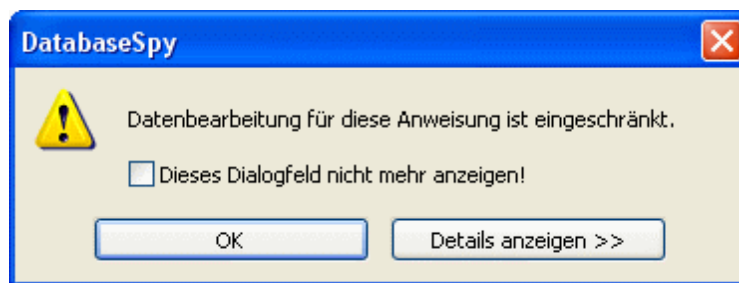 DatabaseSpy
Datenbearbeitung für diese Anweisung ist eingeschränkt.
Dieses Dialogfeld nicht mehr anzeigen!
OK
Details anzeigen >>